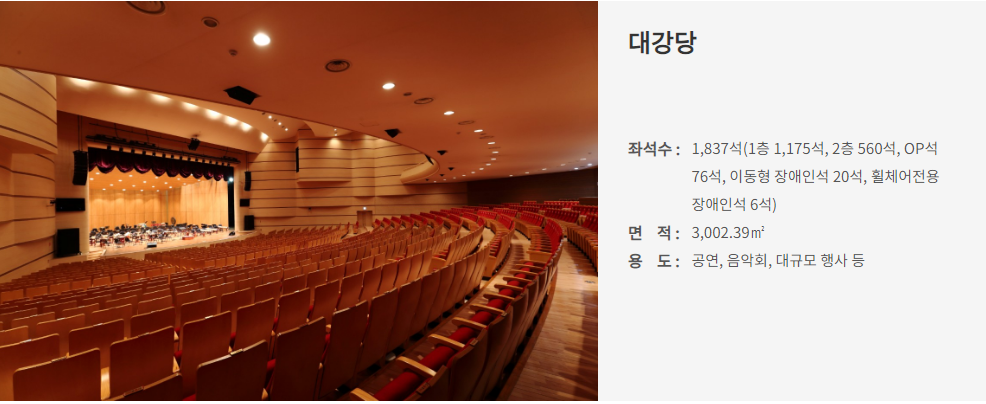 대강당
좌석수 : 1,837석(1층 1,175석, 2층 560석, OP석
76석, 이동형 장애인석 20석, 휠체어전용
장애인석 6석)
면 적 : 3,002.39㎡
용 도 : 공연, 음악회, 대규모 행사 등